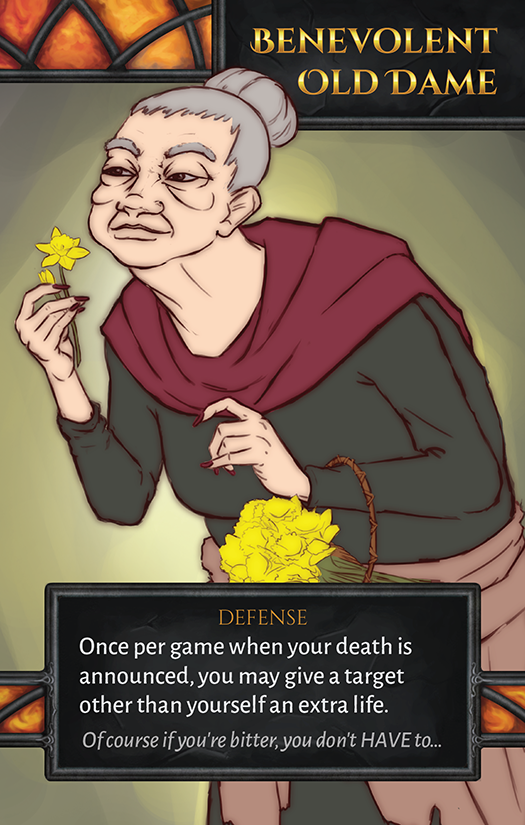 Benevolent
Old Dame
DEFENSE
Once per game when your death is
announced, you may give a target
other than yourself an extra life.
Of course if you're bitter, you don't HAVE to...